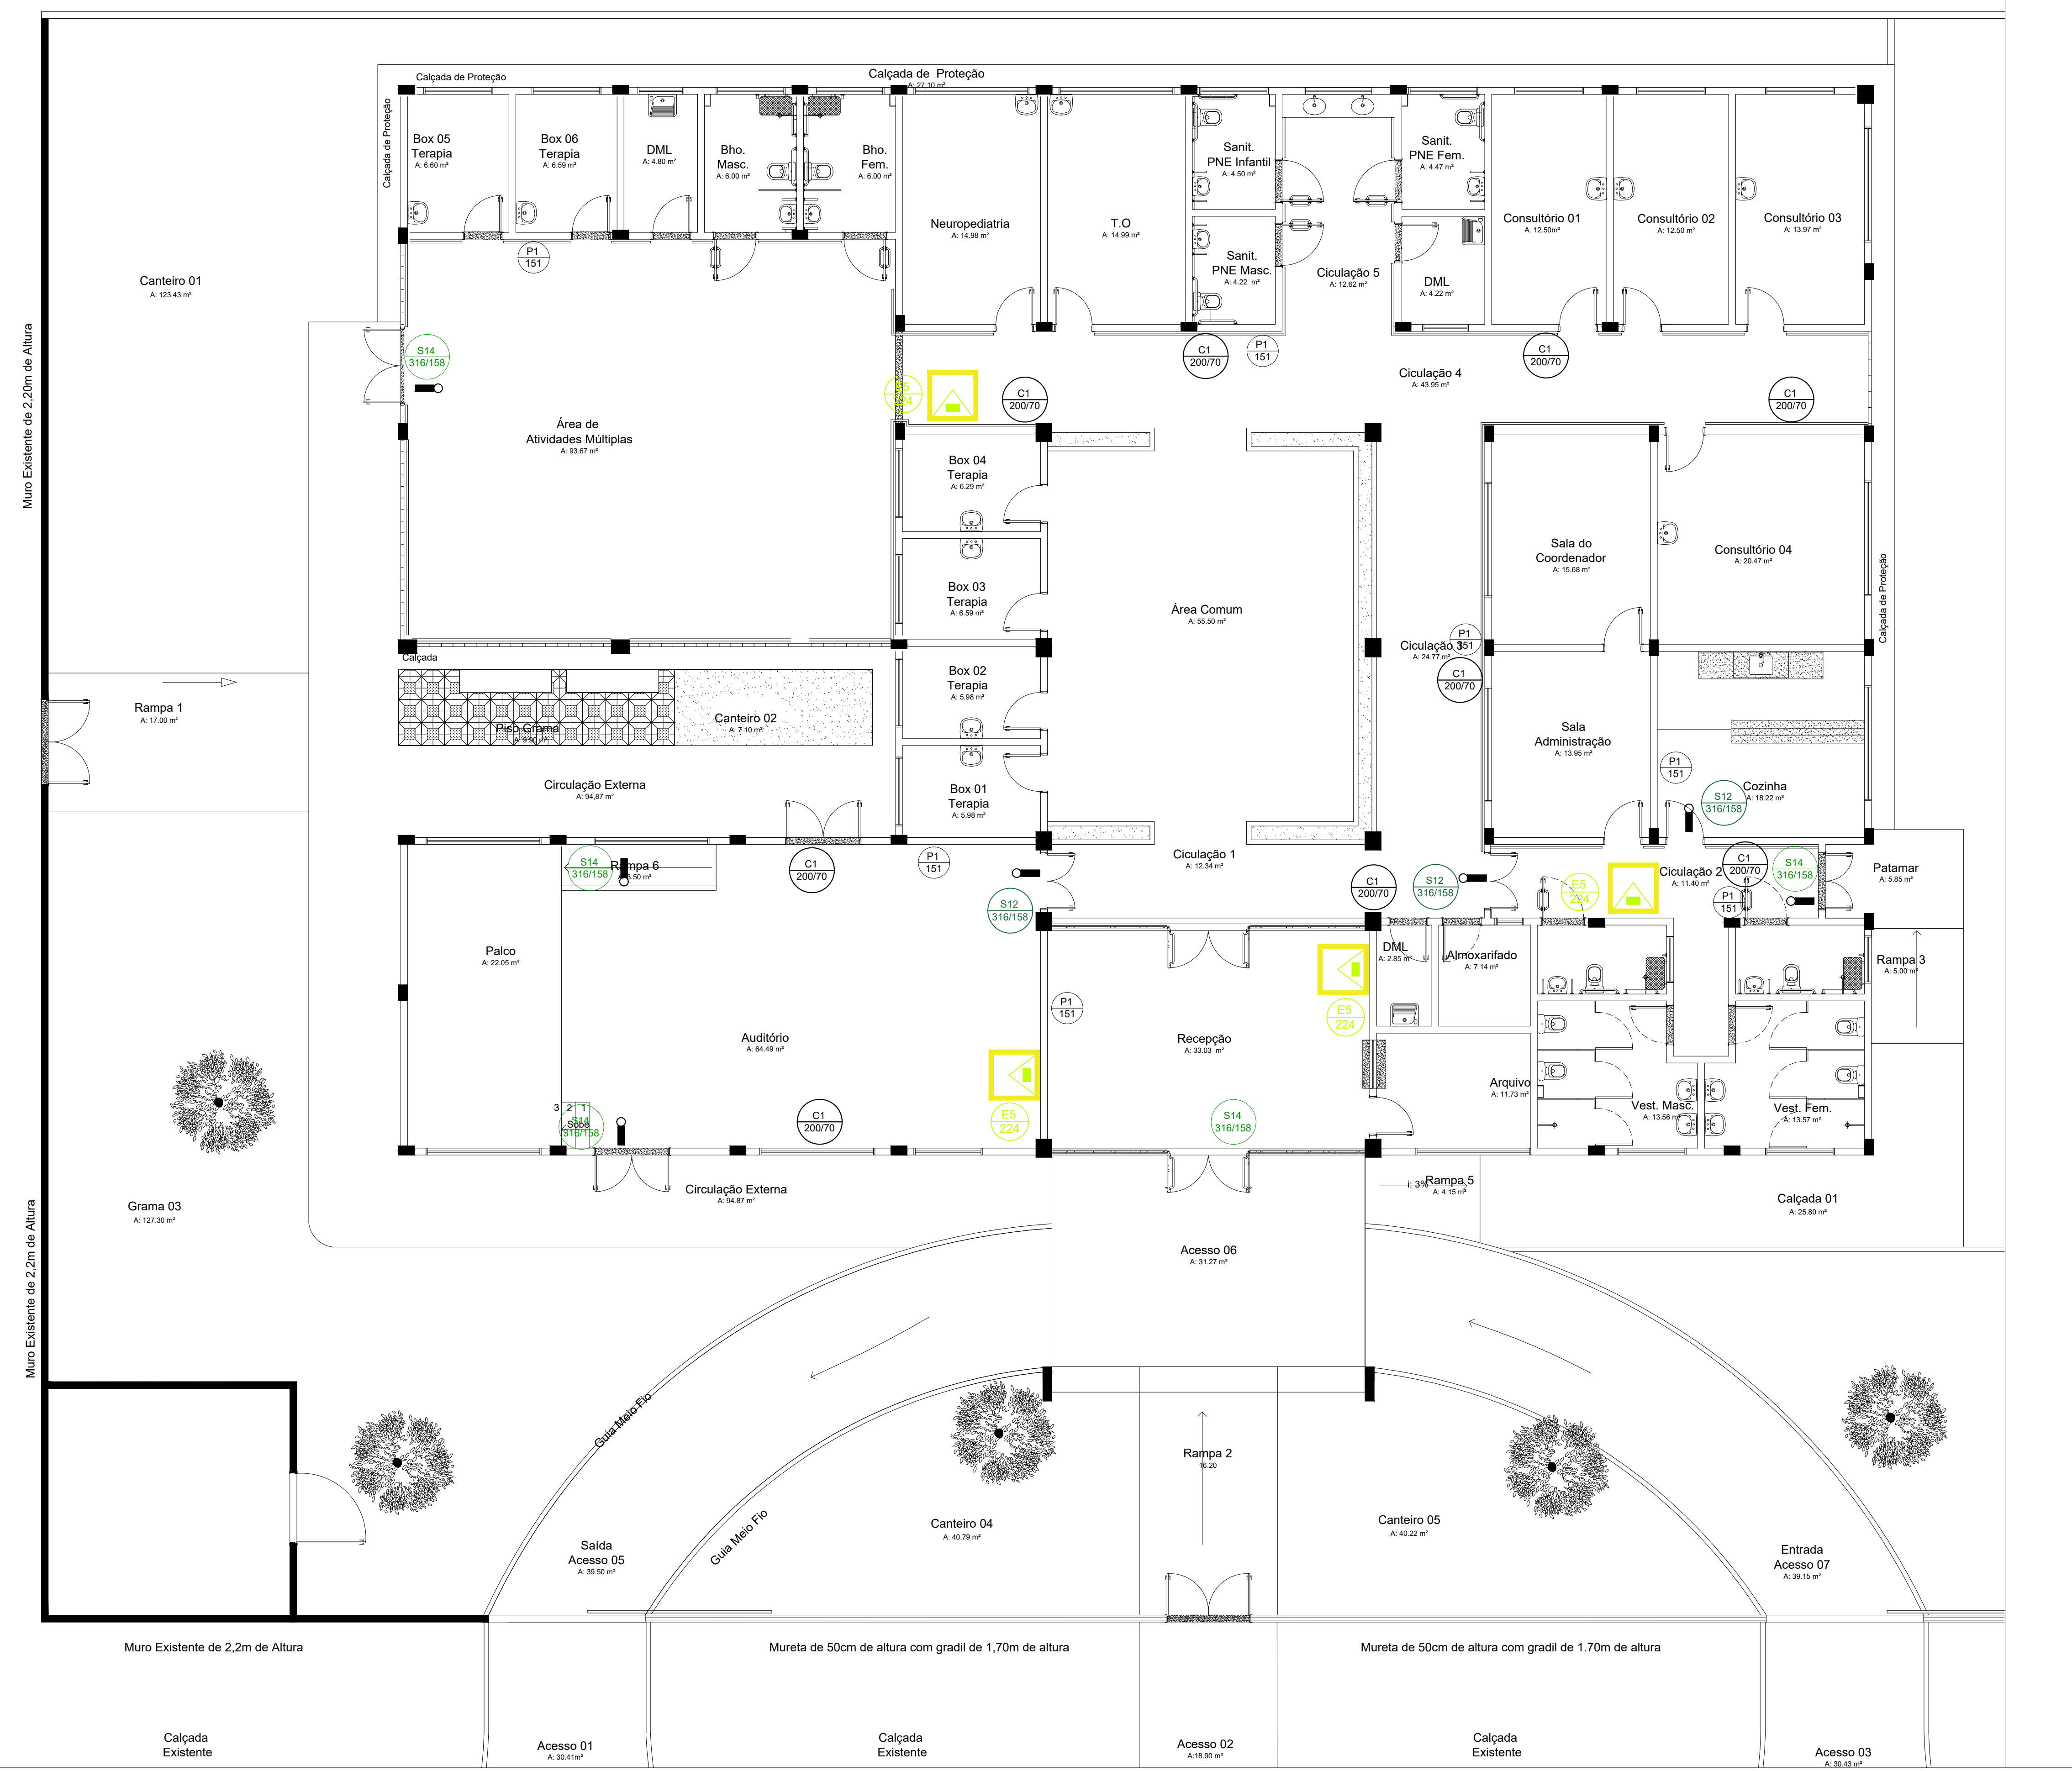 Calçada de Proteção
Calçada de  Proteção
A: 27,10 m²
Calçada de Proteção
Box 05
Terapia
A: 6.60 m²
Box 06
Terapia
A: 6.59 m²
DML
A: 4.80 m²
Bho.
Masc.
A: 6.00 m²
Bho.
Fem.
A: 6.00 m²
Neuropediatria
A: 14.98 m²
T.O
A: 14.99 m²
Sanit.
PNE Infantil
A: 4.50 m²
Sanit.
PNE Masc.
A: 4.22  m²
Ciculação 5
A: 12.62 m²
Sanit.
PNE Fem.
A: 4.47 m²
DML
A: 4.22 m²
Consultório 01
A: 12.50m²
Consultório 02
A: 12.50 m²
Consultório 03
A: 13.97 m²
Canteiro 01
A: 123.43 m²
Muro Existente de 2,20m de Altura
P1
151
S14
316/158
E5
224
C1
200/70
C1
200/70
P1
151
C1
200/70
Ciculação 4
A: 43.95 m²
C1
200/70
Área de
Atividades Múltiplas
A: 93.67 m²
Box 04
Terapia
A: 6.29 m²
Box 03
Terapia
A: 6.59 m²
Área Comum
A: 55.50 m²
Sala do
Coordenador
A: 15.68 m²
Consultório 04
A: 20.47 m²
Calçada de Proteção
P1
151
Ciculação 3
A: 24.77 m²
C1
200/70
Calçada
Rampa 1
A: 17.00 m²
Piso Grama
A: 9.90 m²
Canteiro 02
A: 7.10 m²
Box 02
Terapia
A: 5.98 m²
Sala
Administração
A: 13.95 m²
P1
151
Cozinha
A: 18.22 m²
S12
316/158
Circulação Externa
A: 94,87 m²
Box 01
Terapia
A: 5.98 m²
Ciculação 1
A: 12.34 m²
S14
316/158
Rampa 6
A: 3.50 m²
C1
200/70
P1
151
S12
316/158
C1
200/70
S12
316/158
E5
224
Ciculação 2
A: 11.40 m²
C1
200/70
P1
151
S14
316/158
Patamar
A: 5.85 m²
Palco
A: 22.05 m²
DML
A: 2.85 m²
Almoxarifado
A: 7.14 m²
Rampa 3
A: 5.00 m²
P1
151
E5
224
Auditório
A: 64.49 m²
Recepção
A: 33.03  m²
Arquivo
A: 11.73 m²
3 2 1
Sobe
S14
316/158
C1
200/70
E5
224
S14
316/158
Vest. Masc.
A: 13.56 m²
Vest. Fem.
A: 13.57 m²
Circulação Externa
A: 94.87 m²
i: 3%
Rampa 5
A: 4.15 m²
Calçada 01
A: 25.80 m²
Grama 03
A: 127.30 m²
Muro Existente de 2,2m de Altura
Acesso 06
A: 31.27 m²
Guia Meio Fio
Guia Meio Fio
Rampa 2
16.20
Canteiro 04
A: 40.79 m²
Canteiro 05
A: 40.22 m²
Saída
Acesso 05
A: 39.50 m²
Entrada
Acesso 07
A: 39.15 m²
Muro Existente de 2,2m de Altura
Mureta de 50cm de altura com gradil de 1,70m de altura
Mureta de 50cm de altura com gradil de 1.70m de altura
Calçada
Existente
Acesso 01
A: 30.41m²
Calçada
Existente
Acesso 02
A:18.90 m²
Calçada
Existente
Acesso 03
A: 30.43 m²